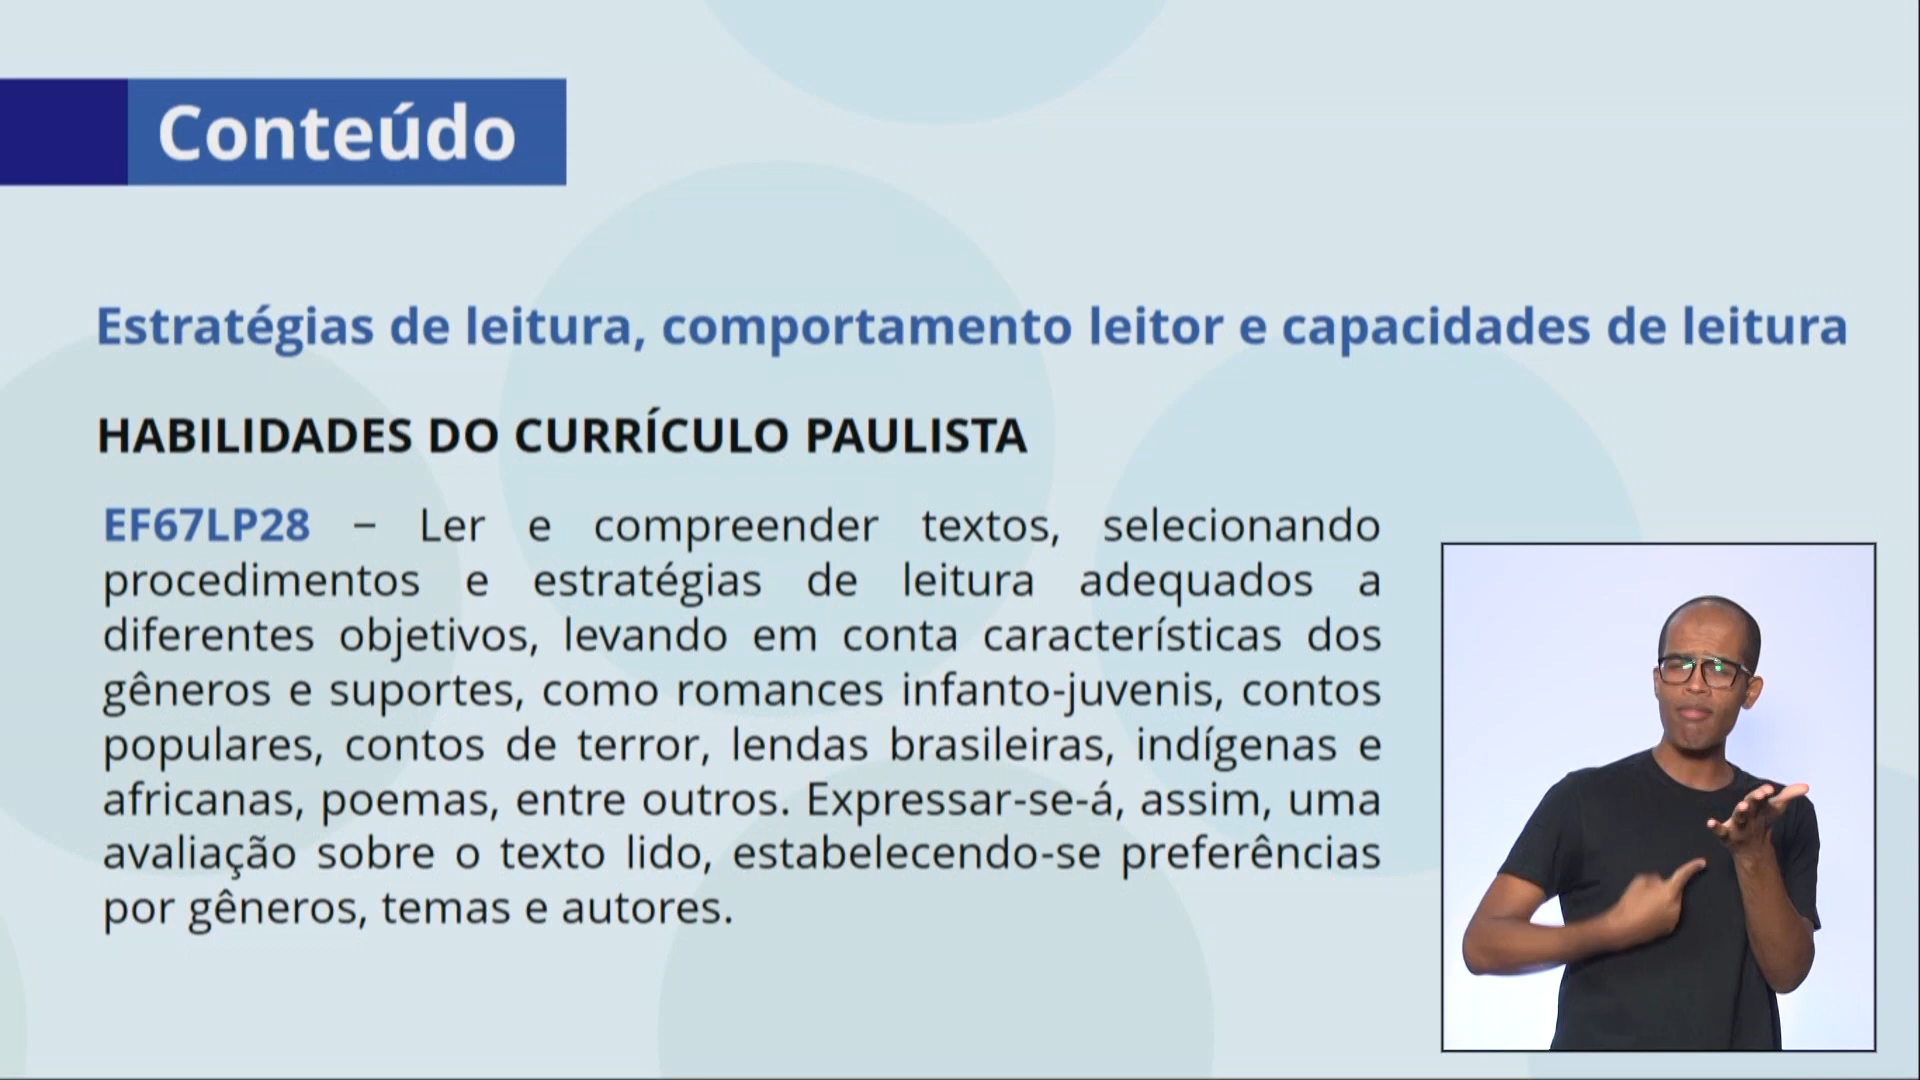 Conteúdo
Estratégias de leitura, comportamento leitor e capacidades de leitura
HABILIDADES DO CURRÍCULO PAULISTA
EF67LP28 – Ler e compreender textos, selecionando
procedimentos e estratégias de leitura adequados a
diferentes objetivos, levando em conta características dos
gêneros e suportes, como romances infanto-juvenis, contos
populares, contos de terror, lendas brasileiras, indígenas e
africanas, poemas, entre outros. Expressar-se-á, assim, uma
avaliação sobre o texto lido, estabelecendo-se preferências
por gêneros, temas e autores.